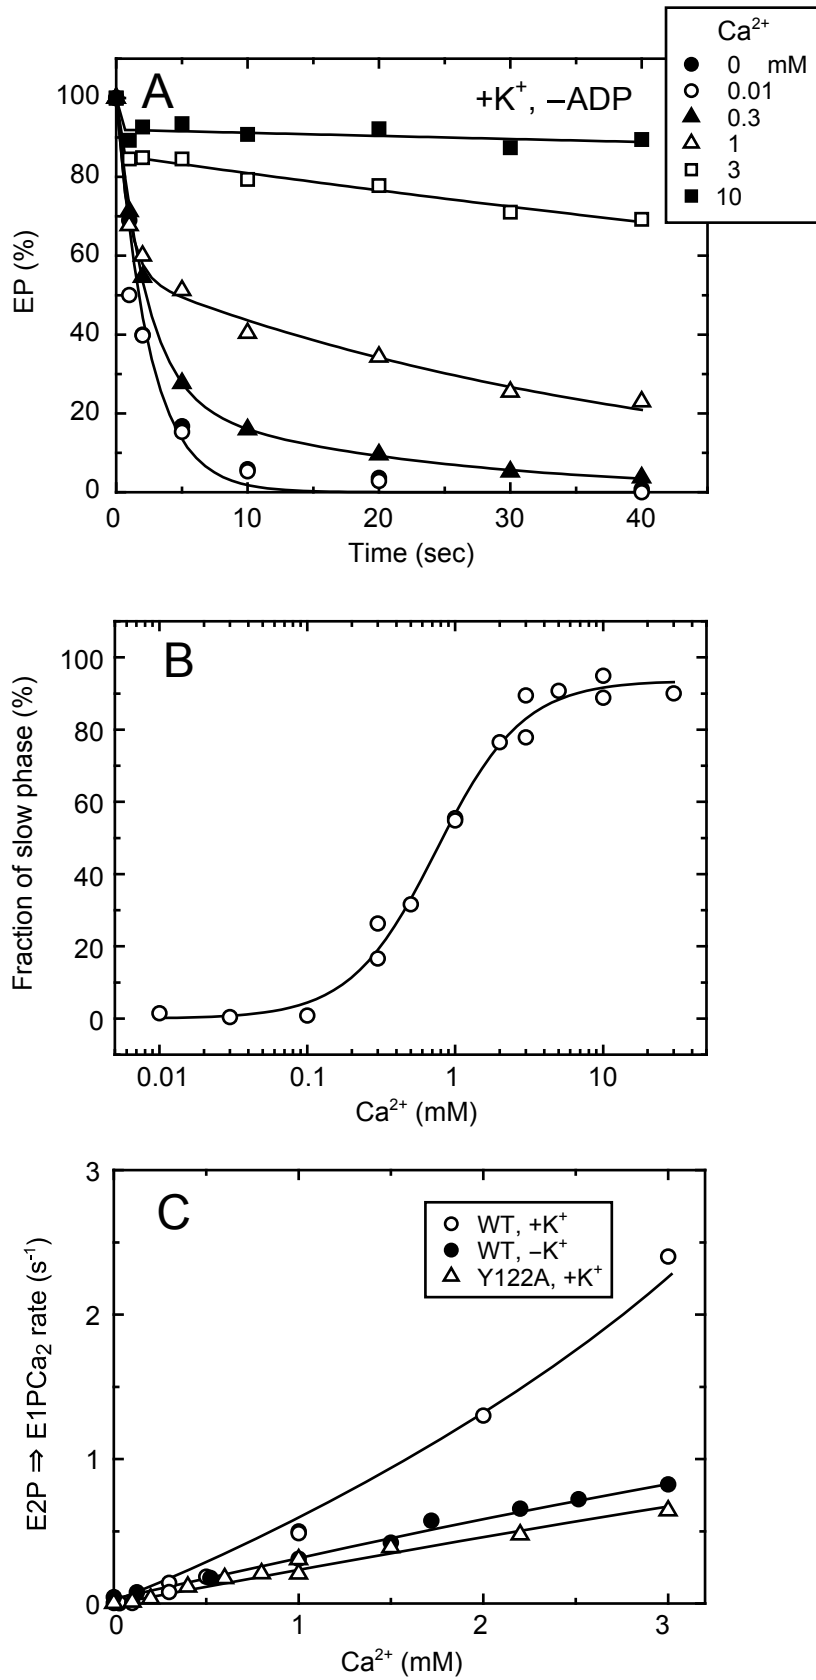 Ca²⁺
0 mM
0.01
0.3
1
3
10
A
+K⁺, –ADP
100
80
60
40
20
0
EP (%)
0 10 20 30 40
Time (sec)
B
100
80
60
40
20
0
Fraction of slow phase (%)
0.01 0.1 1 10
Ca²⁺ (mM)
C
WT, +K⁺
WT, –K⁺
Y122A, +K⁺
3
2
1
0
E2P ⇒ E1PCa₂ rate (s⁻¹)
0 1 2 3
Ca²⁺ (mM)